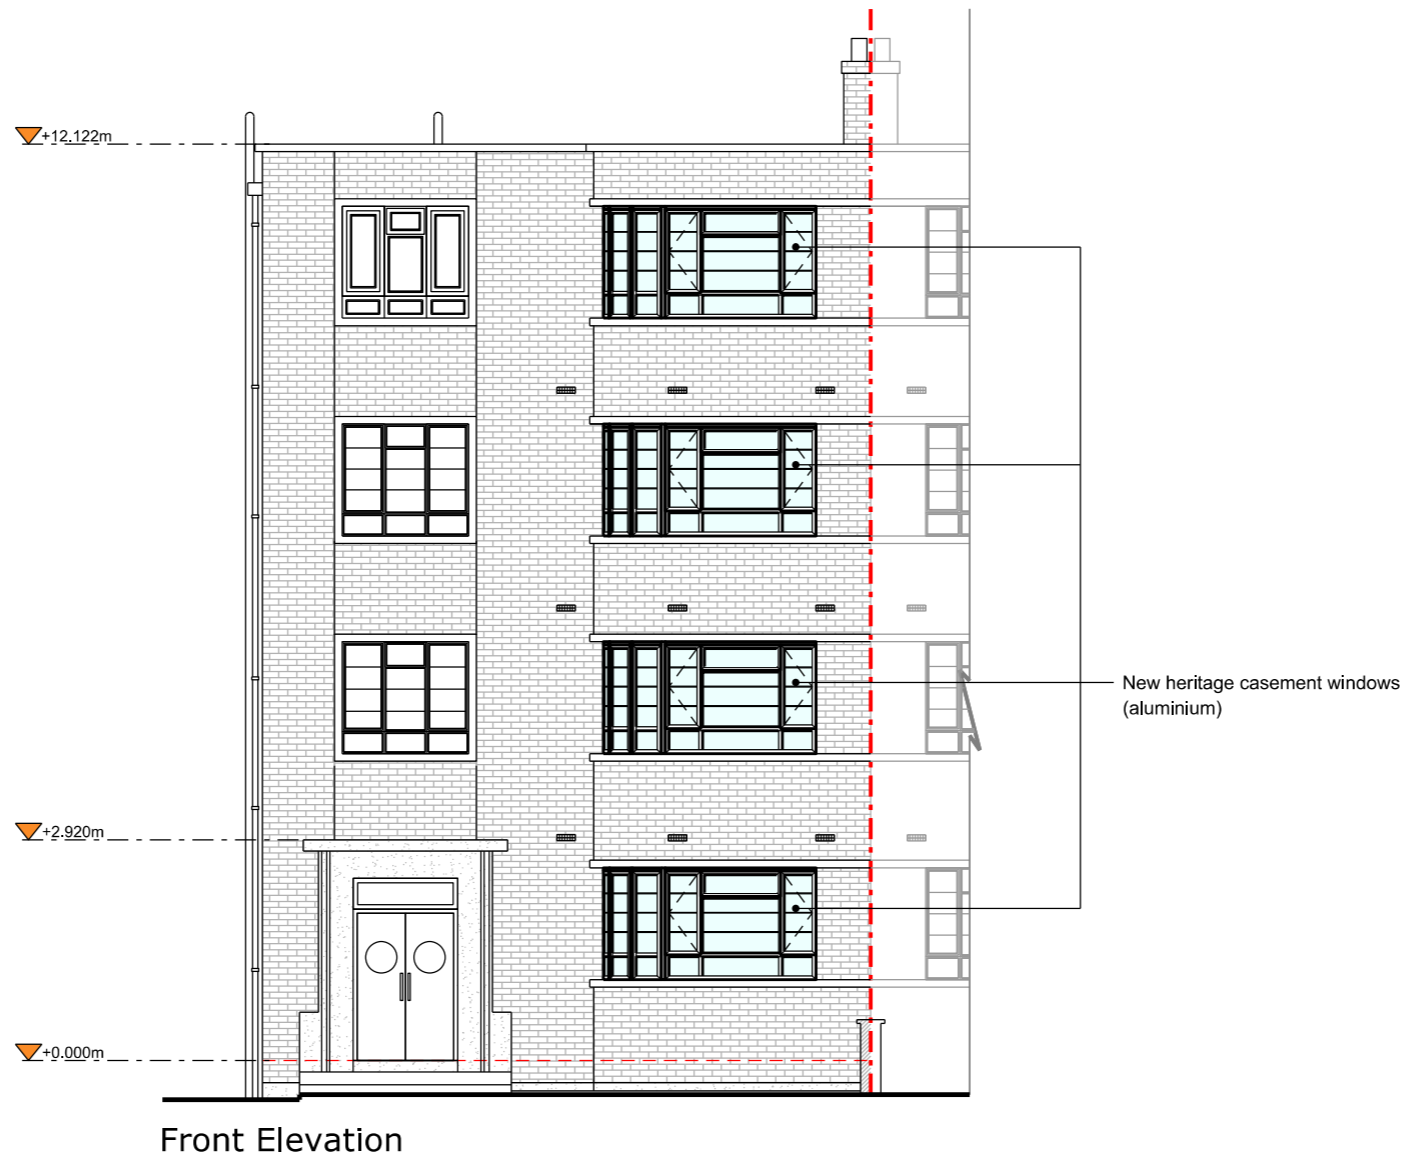 +12.122m
New heritage casement windows
(aluminium)
+2.920m
+0.000m
Front Elevation